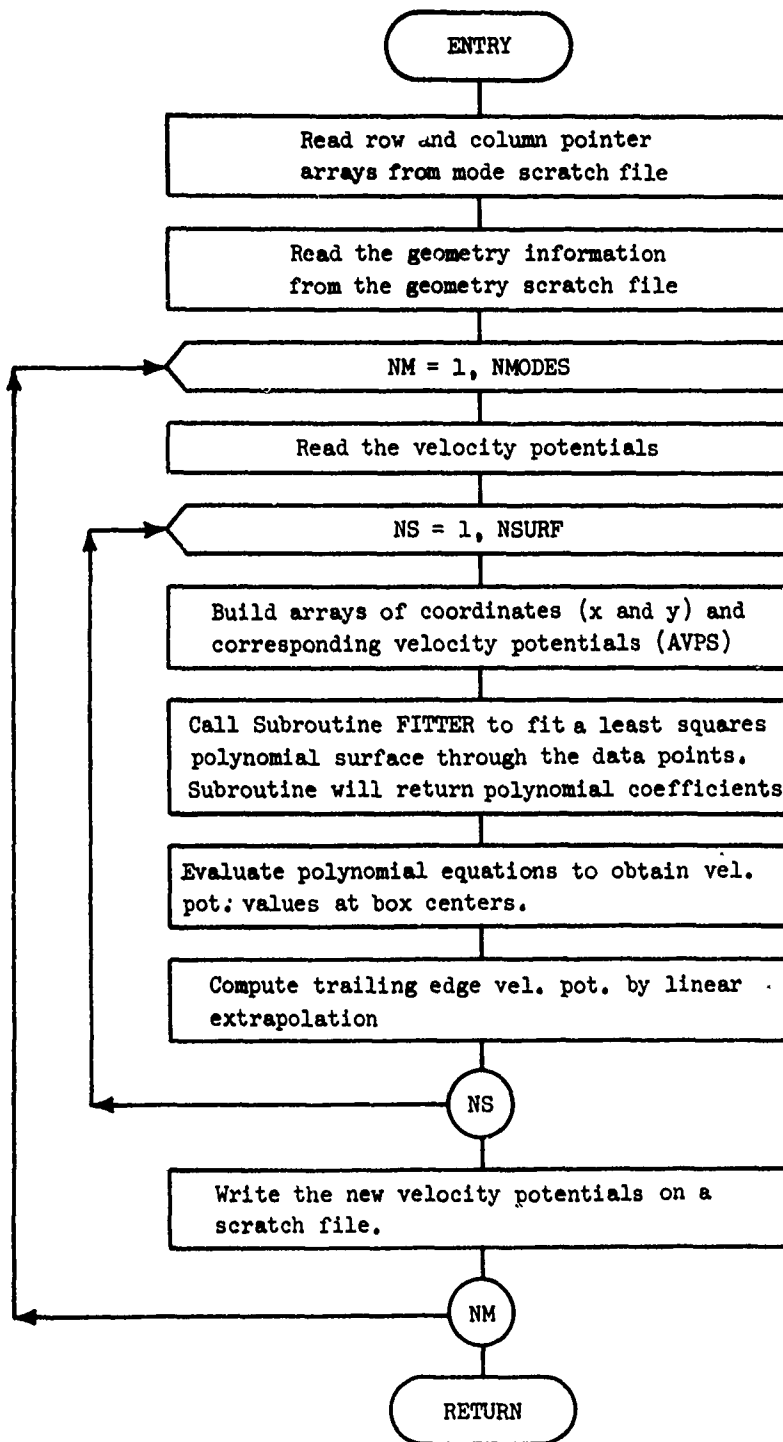 ENTRY
Read row and column pointer
arrays from mode scratch file
Read the geometry information
from the geometry scratch file
NM = 1, NMODES
Read the velocity potentials
NS = 1, NSURF
Build arrays of coordinates (x and y) and
corresponding velocity potentials (AVPS)
Call Subroutine FITTER to fit a least squares
polynomial surface through the data points.
Subroutine will return polynomial coefficients
Evaluate polynomial equations to obtain vel.
pot. values at box centers.
Compute trailing edge vel. pot. by linear
extrapolation
NS
Write the new velocity potentials on a
scratch file.
NM
RETURN